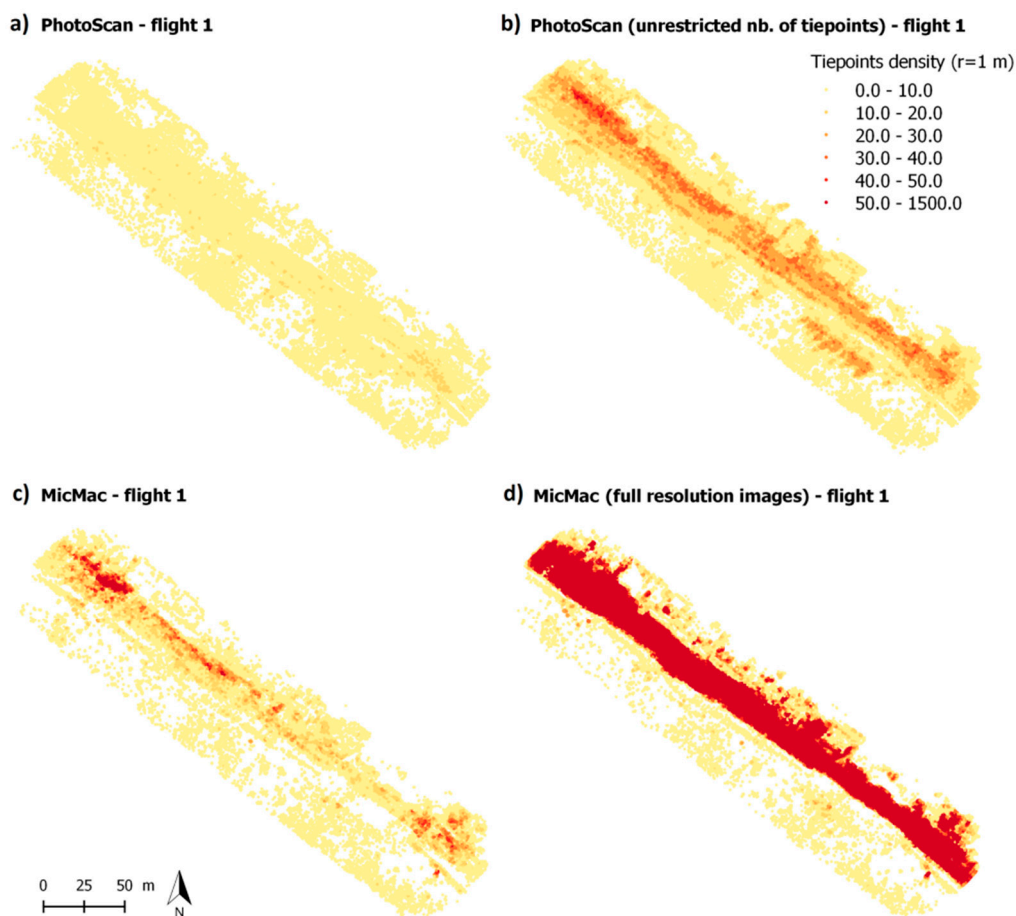 a) PhotoScan - flight 1
b) PhotoScan (unrestricted nb. of tiepoints) - flight 1
Tiepoints density (r=1 m)
0.0 - 10.0
10.0 - 20.0
20.0 - 30.0
30.0 - 40.0
40.0 - 50.0
50.0 - 1500.0
c) MicMac - flight 1
d) MicMac (full resolution images) - flight 1
0 25 50 m
N